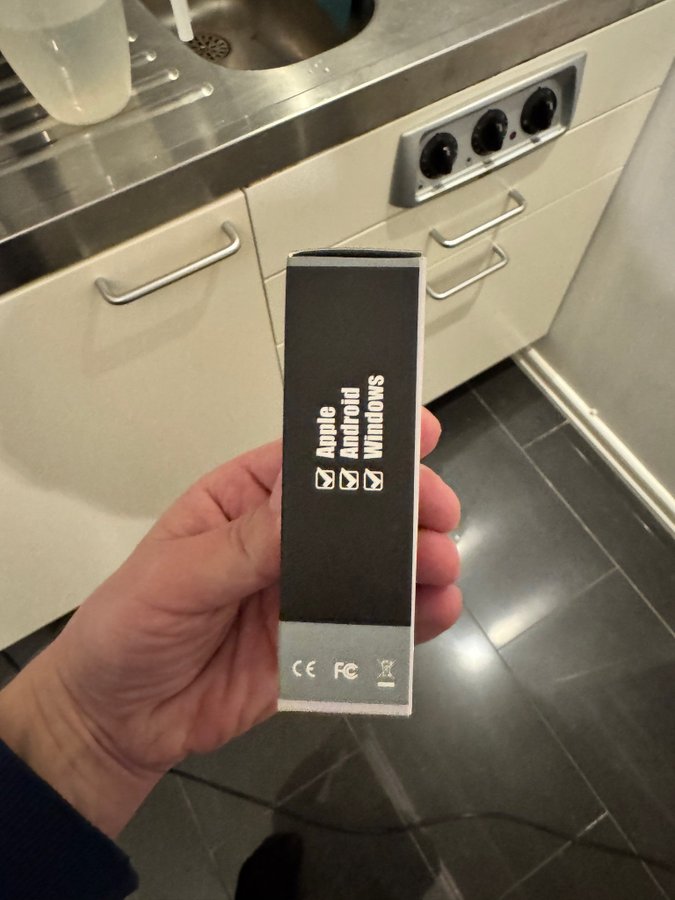 Apple
Android
Windows
CE FC